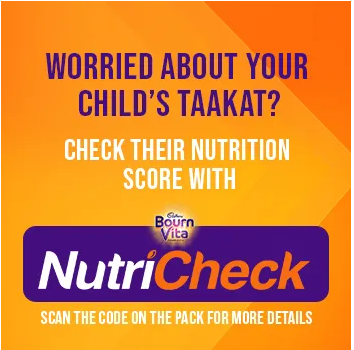 WORRIED ABOUT YOUR
CHILD'S TAAKAT?
CHECK THEIR NUTRITION
SCORE WITH
Cadbury
Bourn
Vita
NutriCheck
SCAN THE CODE ON THE PACK FOR MORE DETAILS